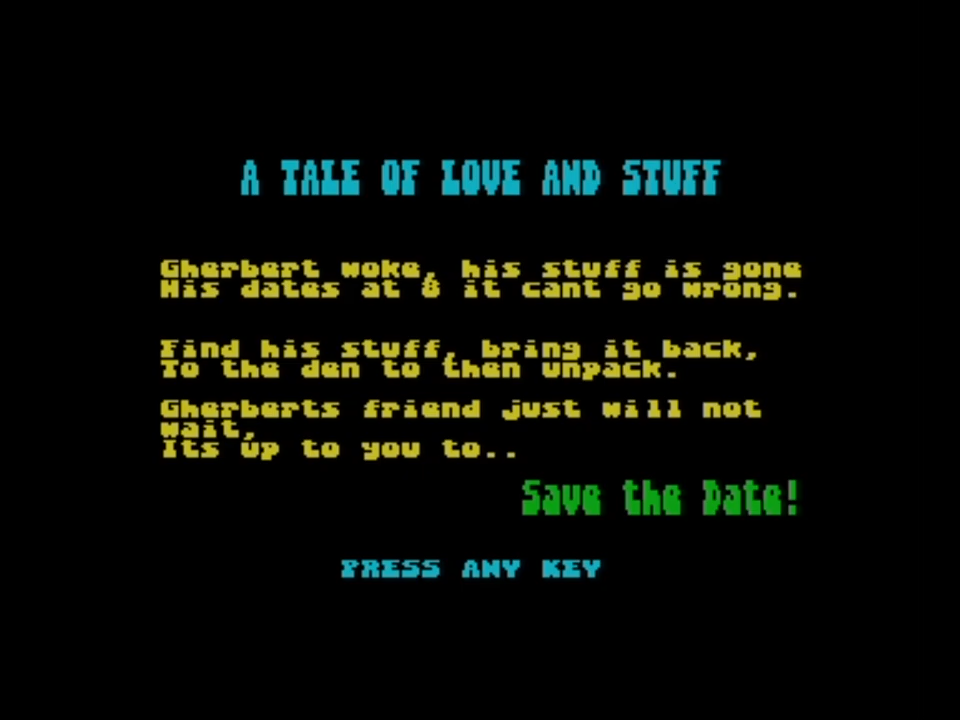 A TALE OF LOVE AND STUFF
Gherbert woke, his stuff is gone
His dates at 8 it cant go wrong.
Find his stuff, bring it back,
To the den to then unpack.
Gherberts friend just will not
wait,
Its up to you to..
Save the Date!
PRESS ANY KEY